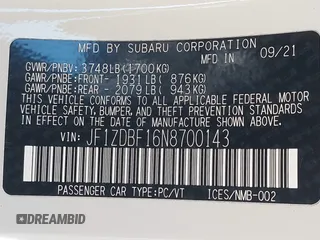 MFD BY SUBARU CORPORATION 09/21
GVWR/PNBV: 3748LB(1700KG)
GAWR/PNBE:FRONT- 1931LB( 876KG)
GAWR/PNBE:REAR - 2079LB( 943KG)
THIS VEHICLE CONFORMS TO ALL APPLICABLE
FEDERAL MOTOR VEHICLE SAFETY, BUMPER, AND
THEFT PREVENTION STANDARDS IN EFFECT ON
THE DATE OF MANUFACTURE SHOWN ABOVE.
VIN: JF1ZDBF16N8700143
PASSENGER CAR TYPE:PC/VT ICES/NMB-002
DREAMBID